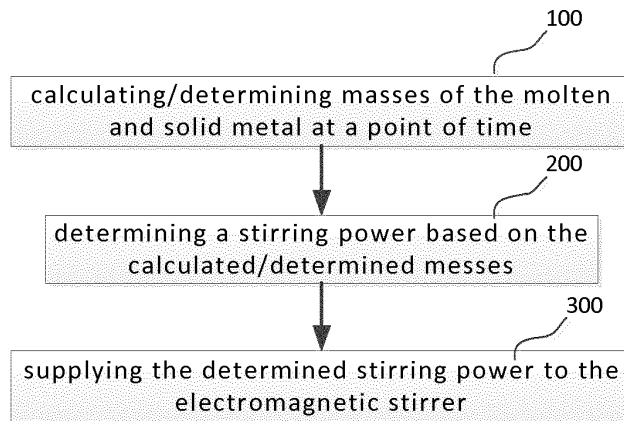 100
calculating/determining masses of the molten
and solid metal at a point of time
200
determining a stirring power based on the
calculated/determined messes
300
supplying the determined stirring power to the
electromagnetic stirrer